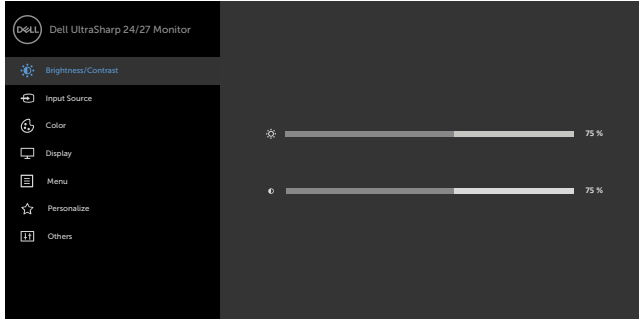 DELL
Dell UltraSharp 24/27 Monitor
Brightness/Contrast
Input Source
Color
75 %
Display
Menu
75 %
Personalize
Others